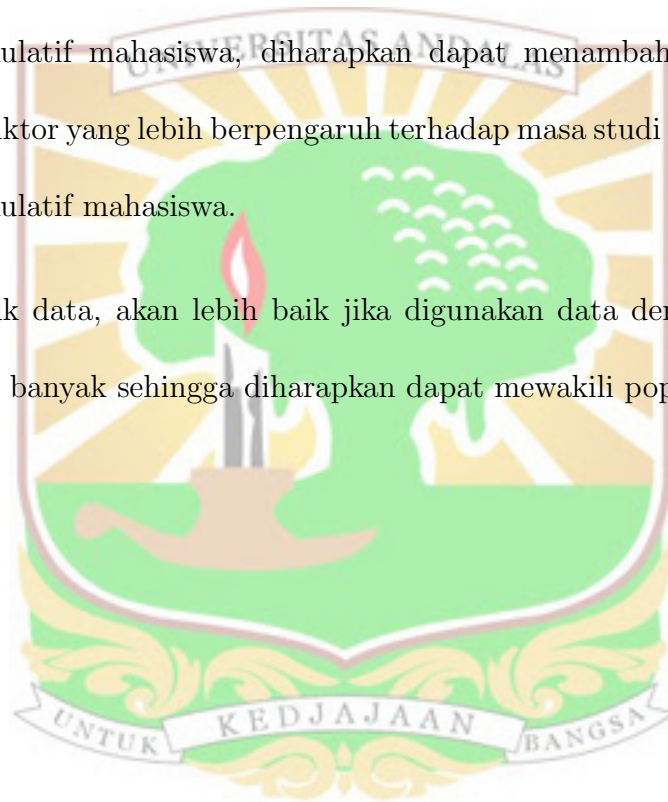 UNIVERSITAS ANDALAS
ulatif mahasiswa, diharapkan dapat menambah
ktor yang lebih berpengaruh terhadap masa studi
ulatif mahasiswa.
k data, akan lebih baik jika digunakan data de
banyak sehingga diharapkan dapat mewakili pop
UNTUK KEDJAJAAN BANGSA